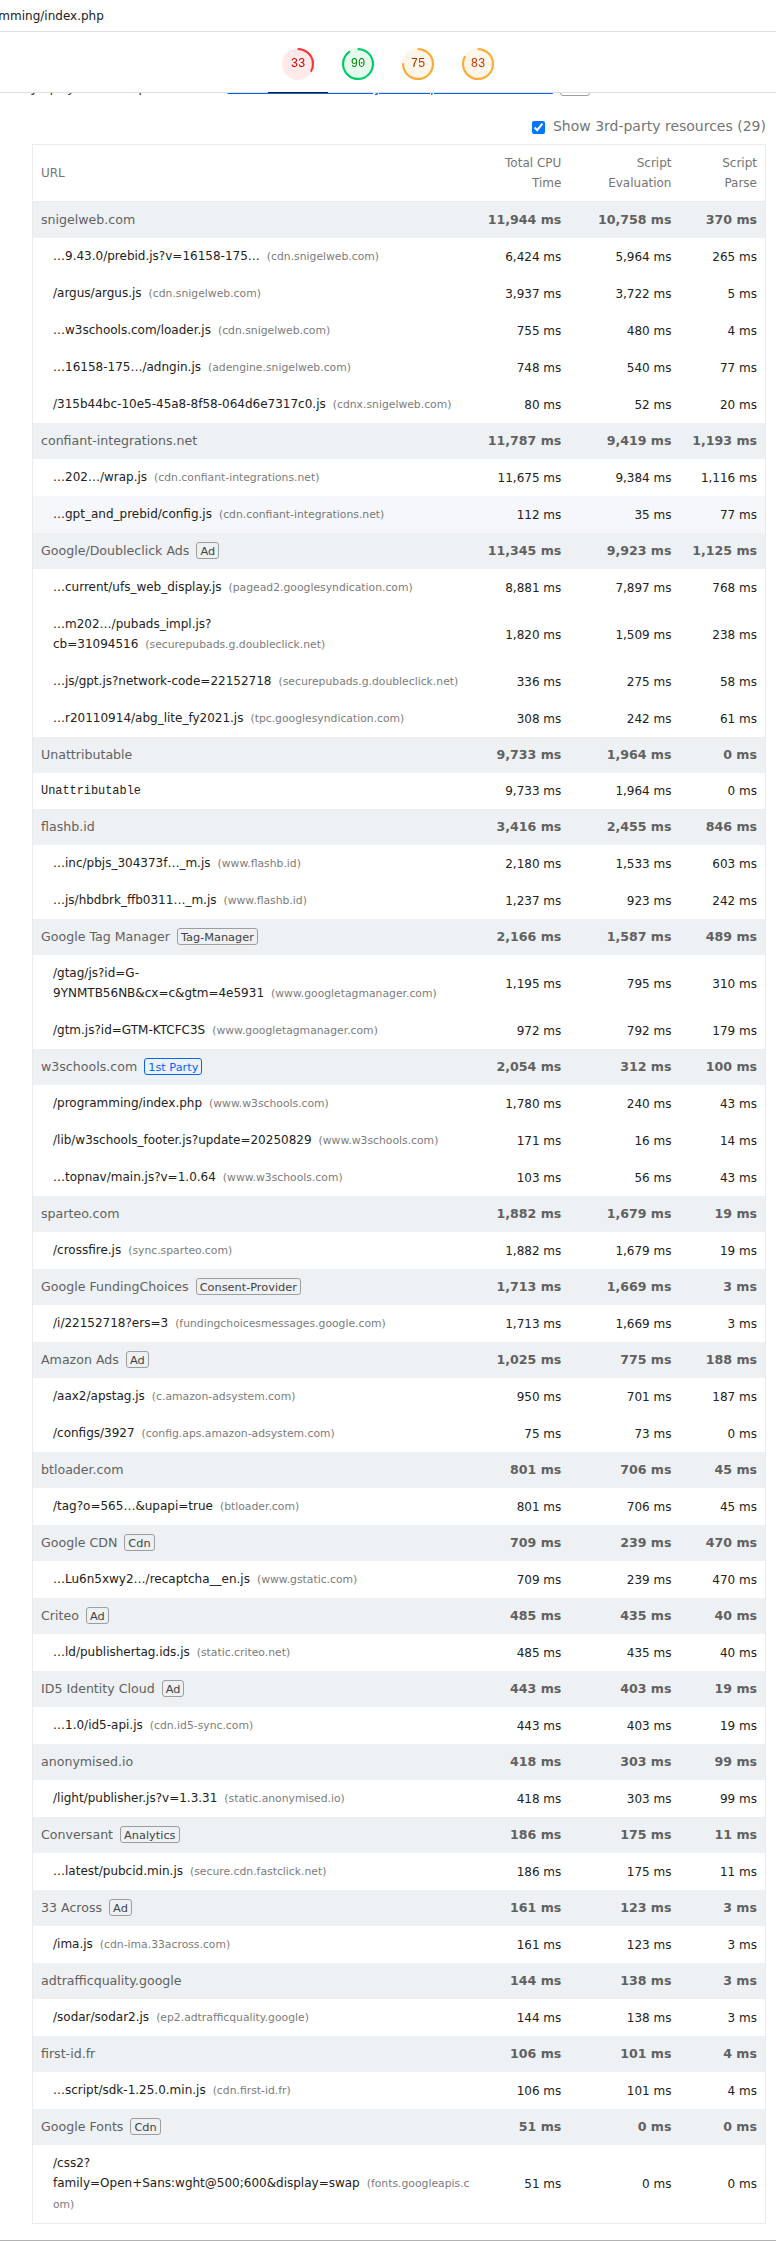 mming/index.php
33 90 75 83
Show 3rd-party resources (29)
URL Total CPU Time Script Evaluation Script Parse
snigelweb.com 11,944 ms 10,758 ms 370 ms
…9.43.0/prebid.js?v=16158-175… (cdn.snigelweb.com) 6,424 ms 5,964 ms 265 ms
/argus/argus.js (cdn.snigelweb.com) 3,937 ms 3,722 ms 5 ms
…w3schools.com/loader.js (cdn.snigelweb.com) 755 ms 480 ms 4 ms
…16158-175…/adngin.js (adengine.snigelweb.com) 748 ms 540 ms 77 ms
/315b44bc-10e5-45a8-8f58-064d6e7317c0.js (cdnx.snigelweb.com) 80 ms 52 ms 20 ms
confiant-integrations.net 11,787 ms 9,419 ms 1,193 ms
…202…/wrap.js (cdn.confiant-integrations.net) 11,675 ms 9,384 ms 1,116 ms
…gpt_and_prebid/config.js (cdn.confiant-integrations.net) 112 ms 35 ms 77 ms
Google/Doubleclick Ads Ad 11,345 ms 9,923 ms 1,125 ms
…current/ufs_web_display.js (pagead2.googlesyndication.com) 8,881 ms 7,897 ms 768 ms
…m202…/pubads_impl.js?
cb=31094516 (securepubads.g.doubleclick.net) 1,820 ms 1,509 ms 238 ms
…js/gpt.js?network-code=22152718 (securepubads.g.doubleclick.net) 336 ms 275 ms 58 ms
…r20110914/abg_lite_fy2021.js (tpc.googlesyndication.com) 308 ms 242 ms 61 ms
Unattributable 9,733 ms 1,964 ms 0 ms
Unattributable 9,733 ms 1,964 ms 0 ms
flashb.id 3,416 ms 2,455 ms 846 ms
…inc/pbjs_304373f…_m.js (www.flashb.id) 2,180 ms 1,533 ms 603 ms
…js/hbdbrk_ffb0311…_m.js (www.flashb.id) 1,237 ms 923 ms 242 ms
Google Tag Manager Tag-Manager 2,166 ms 1,587 ms 489 ms
/gtag/js?id=G-
9YNMTB56NB&cx=c&gtm=4e5931 (www.googletagmanager.com) 1,195 ms 795 ms 310 ms
/gtm.js?id=GTM-KTCFC3S (www.googletagmanager.com) 972 ms 792 ms 179 ms
w3schools.com 1st Party 2,054 ms 312 ms 100 ms
/programming/index.php (www.w3schools.com) 1,780 ms 240 ms 43 ms
/lib/w3schools_footer.js?update=20250829 (www.w3schools.com) 171 ms 16 ms 14 ms
…topnav/main.js?v=1.0.64 (www.w3schools.com) 103 ms 56 ms 43 ms
sparteo.com 1,882 ms 1,679 ms 19 ms
/crossfire.js (sync.sparteo.com) 1,882 ms 1,679 ms 19 ms
Google FundingChoices Consent-Provider 1,713 ms 1,669 ms 3 ms
/i/22152718?ers=3 (fundingchoicesmessages.google.com) 1,713 ms 1,669 ms 3 ms
Amazon Ads Ad 1,025 ms 775 ms 188 ms
/aax2/apstag.js (c.amazon-adsystem.com) 950 ms 701 ms 187 ms
/configs/3927 (config.aps.amazon-adsystem.com) 75 ms 73 ms 0 ms
btloader.com 801 ms 706 ms 45 ms
/tag?o=565…&upapi=true (btloader.com) 801 ms 706 ms 45 ms
Google CDN Cdn 709 ms 239 ms 470 ms
…Lu6n5xwy2…/recaptcha__en.js (www.gstatic.com) 709 ms 239 ms 470 ms
Criteo Ad 485 ms 435 ms 40 ms
…ld/publishertag.ids.js (static.criteo.net) 485 ms 435 ms 40 ms
ID5 Identity Cloud Ad 443 ms 403 ms 19 ms
…1.0/id5-api.js (cdn.id5-sync.com) 443 ms 403 ms 19 ms
anonymised.io 418 ms 303 ms 99 ms
/light/publisher.js?v=1.3.31 (static.anonymised.io) 418 ms 303 ms 99 ms
Conversant Analytics 186 ms 175 ms 11 ms
…latest/pubcid.min.js (secure.cdn.fastclick.net) 186 ms 175 ms 11 ms
33 Across Ad 161 ms 123 ms 3 ms
/ima.js (cdn-ima.33across.com) 161 ms 123 ms 3 ms
adtrafficquality.google 144 ms 138 ms 3 ms
/sodar/sodar2.js (ep2.adtrafficquality.google) 144 ms 138 ms 3 ms
first-id.fr 106 ms 101 ms 4 ms
…script/sdk-1.25.0.min.js (cdn.first-id.fr) 106 ms 101 ms 4 ms
Google Fonts Cdn 51 ms 0 ms 0 ms
/css2?
family=Open+Sans:wght@500;600&display=swap (fonts.googleapis.c 51 ms 0 ms 0 ms
om)